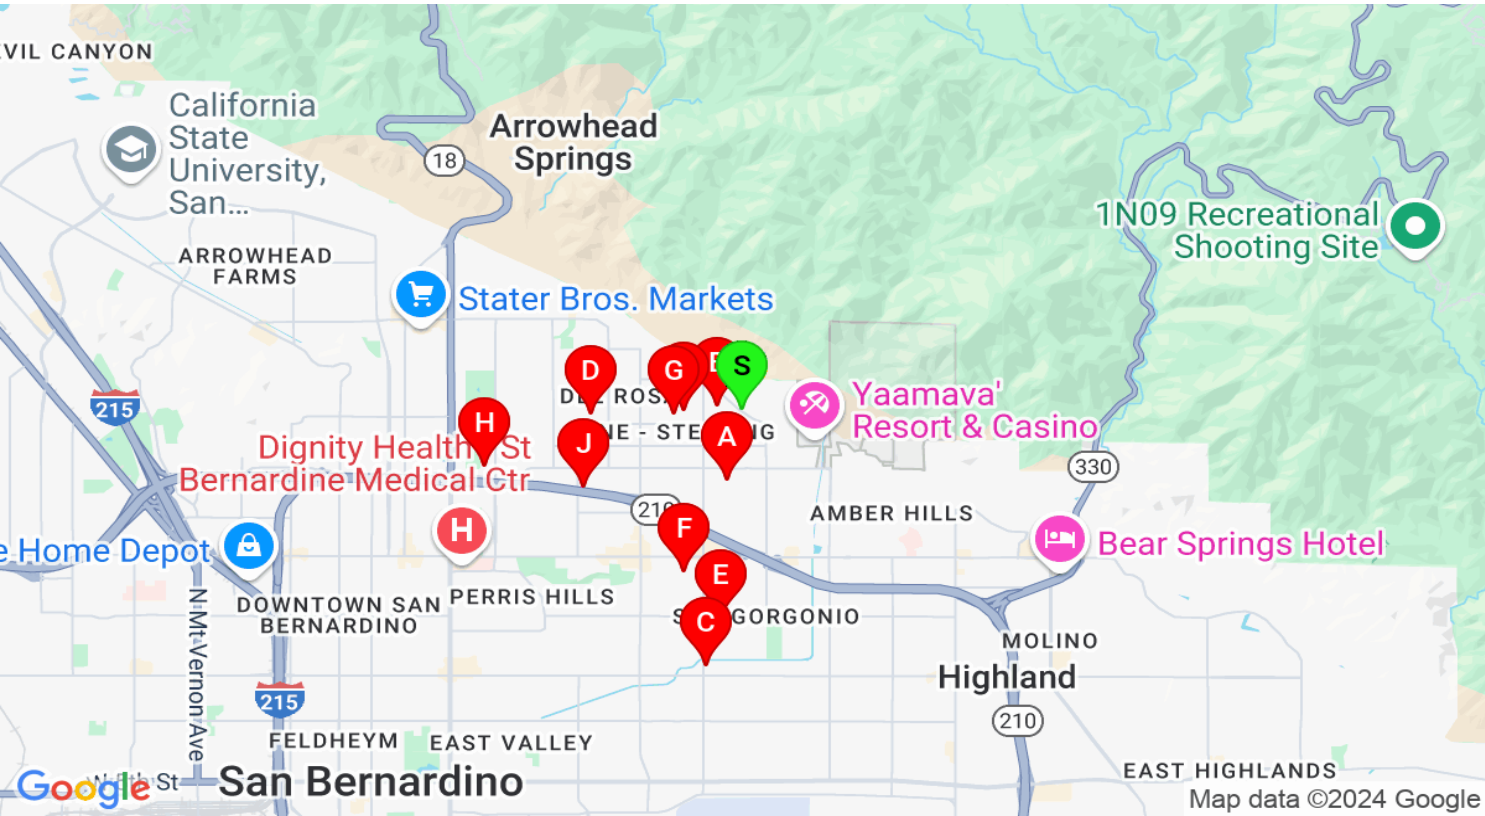 EVIL CANYON
California
State
University,
San...
Arrowhead
Springs
18
1N09 Recreational
Shooting Site
ARROWHEAD
FARMS
Stater Bros. Markets
D
G
S
Yaamava'
Resort & Casino
215
H
J
A
Dignity Health St
Bernardine Medical Ctr
330
210
F
AMBER HILLS
H
e Home Depot
Bear Springs Hotel
E
PERRIS HILLS
DOWNTOWN SAN
BERNARDINO
C
GORGONIO
N Mt Vernon Ave
MOLINO
Highland
215
210
FELDHEYM
EAST VALLEY
EAST HIGHLANDS
Google
San Bernardino
Map data ©2024 Google